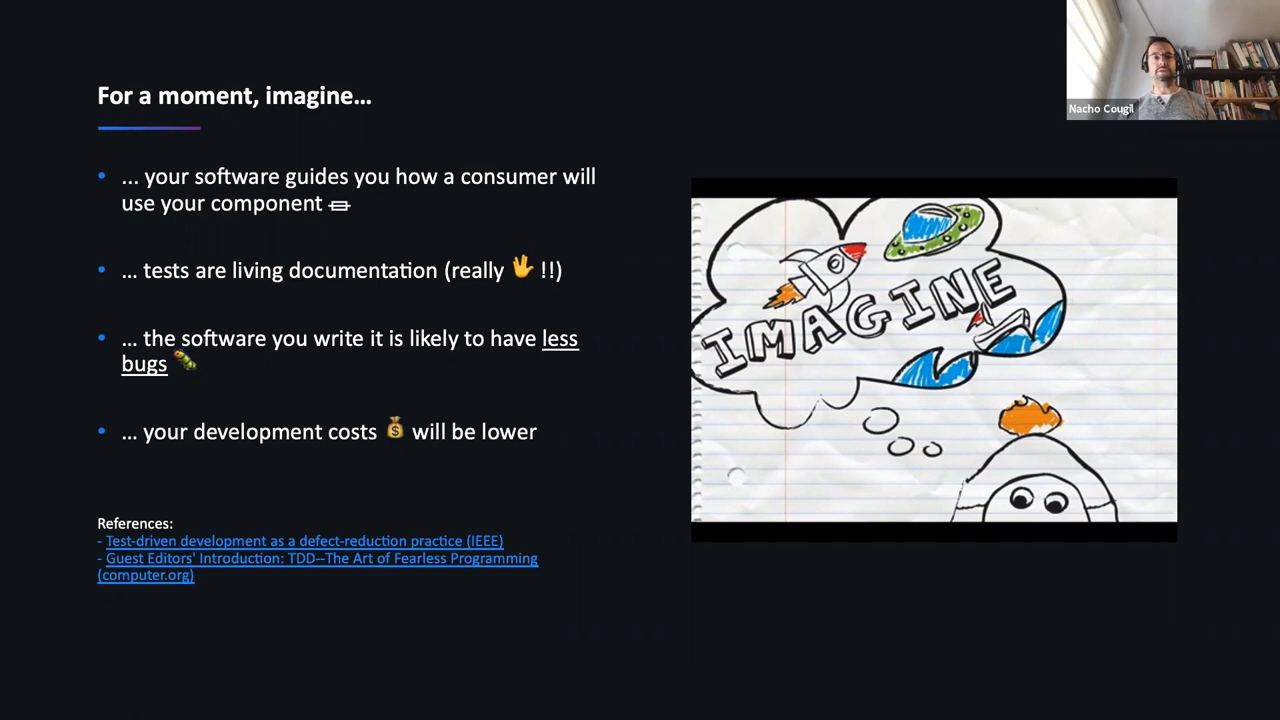 For a moment, imagine...
Nacho Cougil
• ... your software guides you how a consumer will
use your component
• ... tests are living documentation (really 🖖 !!)
• ... the software you write it is likely to have less
bugs 🐛
• ... your development costs 💰 will be lower
IMAGINE
References:
- Test-driven development as a defect-reduction practice (IEEE)
- Guest Editors' Introduction: TDD--The Art of Fearless Programming
(computer.org)